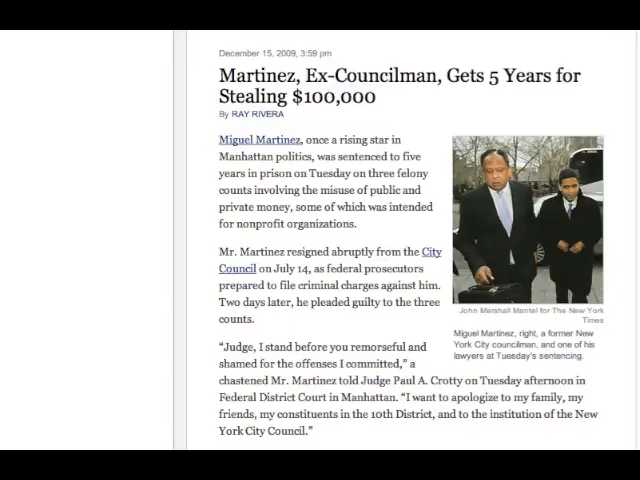 December 15, 2009, 3:59 pm
Martinez, Ex-Councilman, Gets 5 Years for
Stealing $100,000
By RAY RIVERA
Miguel Martinez, once a rising star in
Manhattan politics, was sentenced to five
years in prison on Tuesday on three felony
counts involving the misuse of public and
private money, some of which was intended
for nonprofit organizations.
Mr. Martinez resigned abruptly from the City
Council on July 14, as federal prosecutors
prepared to file criminal charges against him.
Two days later, he pleaded guilty to the three
counts.
John Marshall Mantel for The New York
Times
Miguel Martinez, right, a former New
York City councilman, and one of his
lawyers at Tuesday's sentencing.
“Judge, I stand before you remorseful and
shamed for the offenses I committed,” a
chastened Mr. Martinez told Judge Paul A. Crotty on Tuesday afternoon in
Federal District Court in Manhattan. “I want to apologize to my family, my
friends, my constituents in the 10th District, and to the institution of the New
York City Council.”